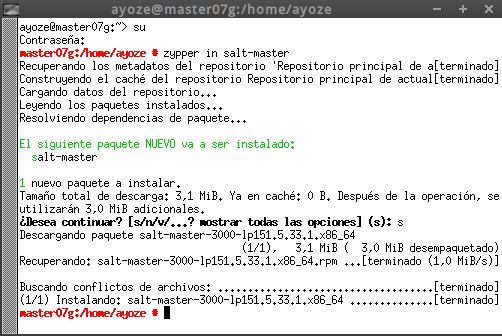 ayoze@master07g:/home/ayoze
ayoze@master07g:~> su
Contraseña:
master07g:/home/ayoze # zypper in salt-master
Recuperando los metadatos del repositorio 'Repositorio principal de a[terminado]
Construyendo el caché del repositorio Repositorio principal de actual[terminado]
Cargando datos del repositorio...
Leyendo los paquetes instalados...
Resolviendo dependencias de paquete...
El siguiente paquete NUEVO va a ser instalado:
salt-master
1 nuevo paquete a instalar.
Tamaño total de descarga: 3,1 MiB. Ya en caché: 0 B. Después de la operación, se
utilizarán 3,0 MiB adicionales.
¿Desea continuar? [s/n/v/...? mostrar todas las opciones] (s): s
Descargando paquete salt-master-3000-lp151.5.33.1.x86_64
(1/1), 3,1 MiB ( 3,0 MiB desempaquetado)
Recuperando: salt-master-3000-lp151.5.33.1.x86_64.rpm ...[terminado (1,0 MiB/s)]
Buscando conflictos de archivos: ..................................[terminado]
(1/1) Instalando: salt-master-3000-lp151.5.33.1.x86_64 ..............[terminado]
master07g:/home/ayoze #